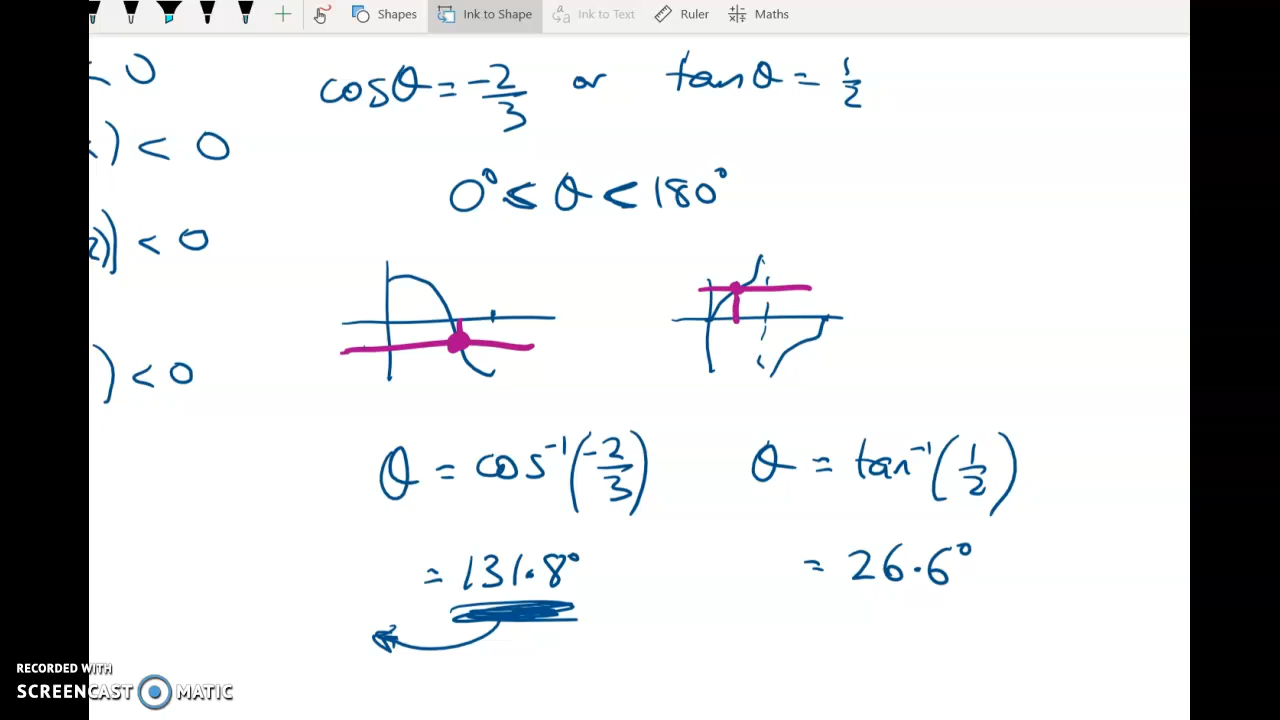 Shapes Ink to Shape Ink to Text Ruler Maths
< 0
cosθ = -2/3 or tanθ = 1/2
) < 0
0° < θ < 180°
2)] < 0
) < 0
θ = cos⁻¹(-2/3) θ = tan⁻¹(1/2)
= 131.8° = 26.6°
RECORDED WITH
SCREENCAST MATIC